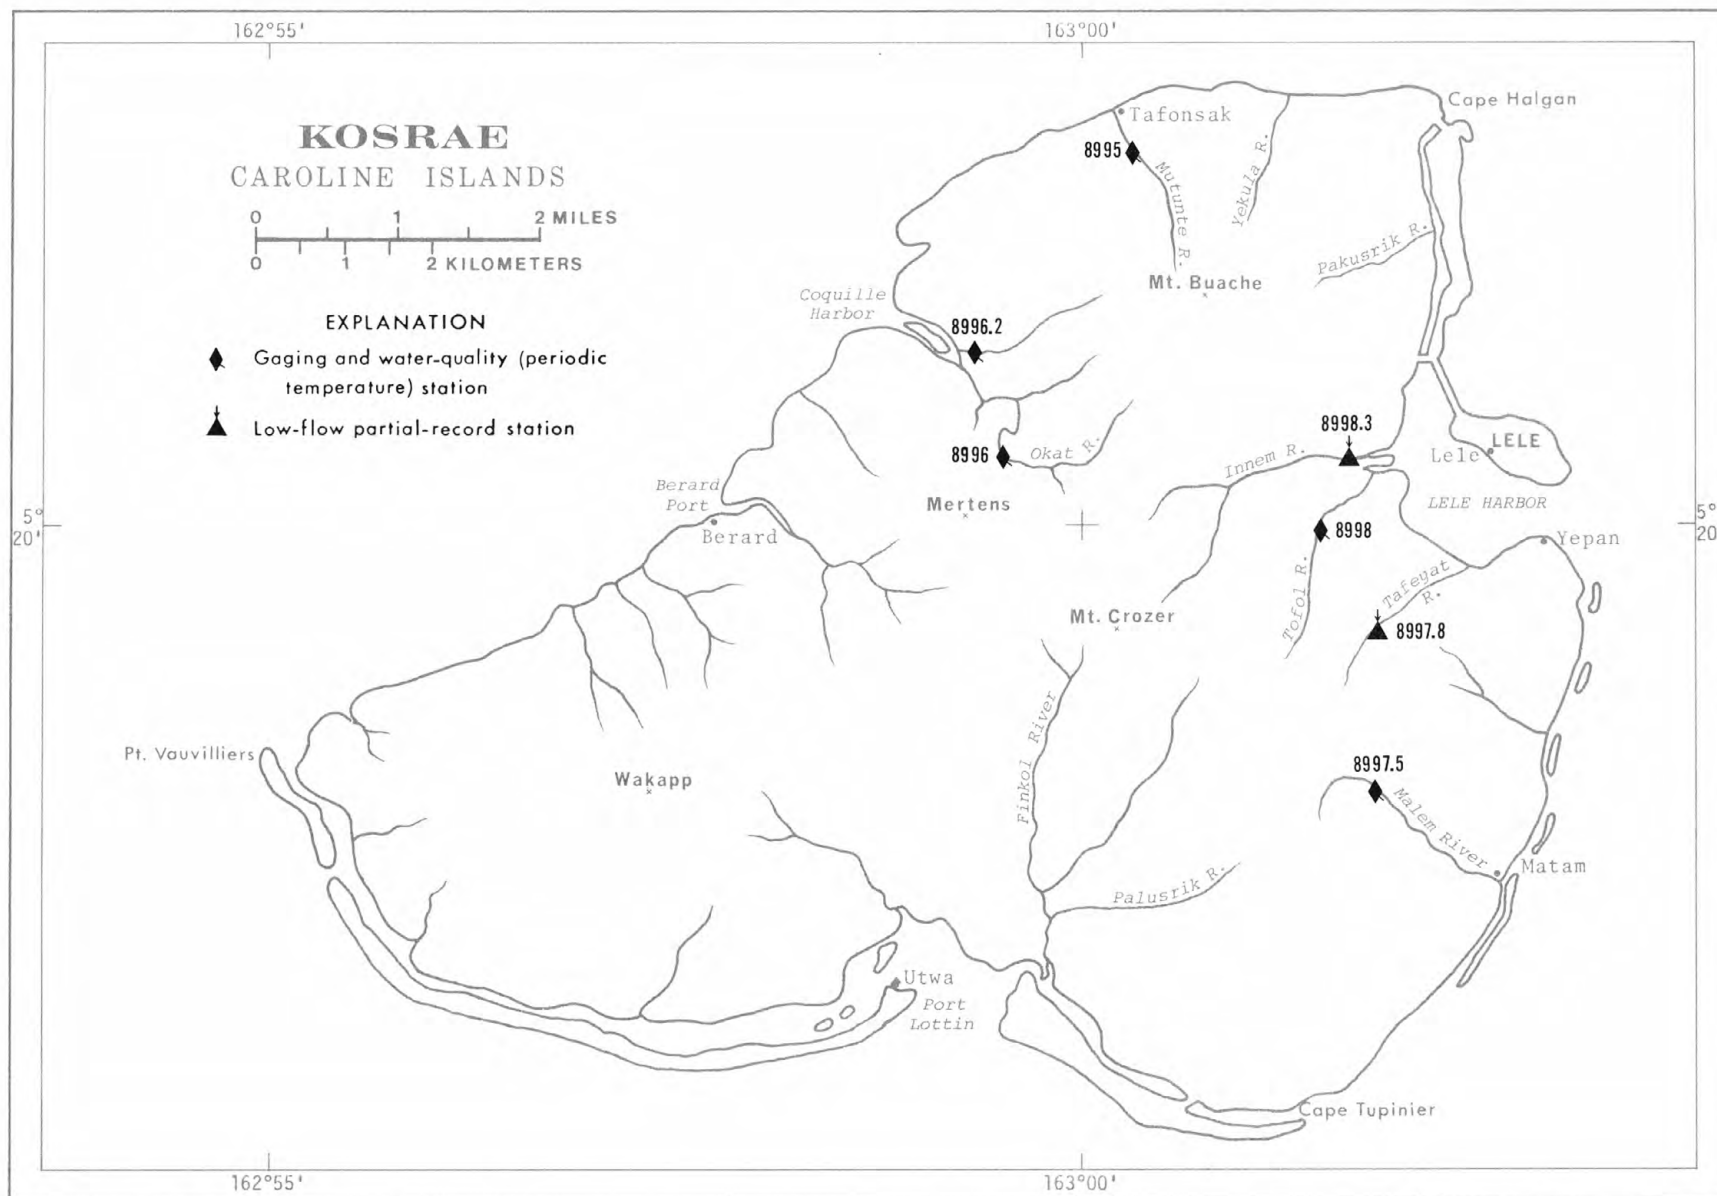 162°55' 163°00'
KOSRAE
CAROLINE ISLANDS
0 1 2 MILES
0 1 2 KILOMETERS
EXPLANATION
Gaging and water-quality (periodic
temperature) station
Low-flow partial-record station
Cape Halgan
Tafonsak
8995
Mutunte R.
Yekula R.
Pakusrik R.
Mt. Buache
Coquille
Harbor
8996.2
8996
Okat R.
8998.3
Innem R.
LELE
Lele
LELE HARBOR
Berard
Port
Mertens
Berard
5°
20'
5°
20'
8998
Yepan
Tofol R.
Tafeyat
R.
8997.8
Mt. Crozer
Finkol River
Pt. Vauvilliers
Wakapp
8997.5
Malem River
Matam
Palusrik R.
Utwa
Port
Lottin
Cape Tupinier
162°55' 163°00'